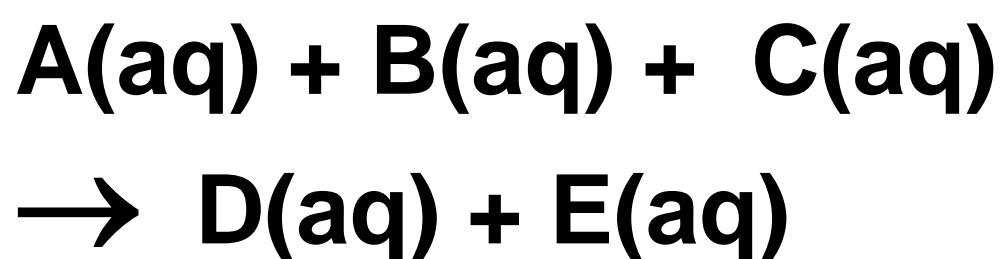 A(aq) + B(aq) + C(aq)
→ D(aq) + E(aq)